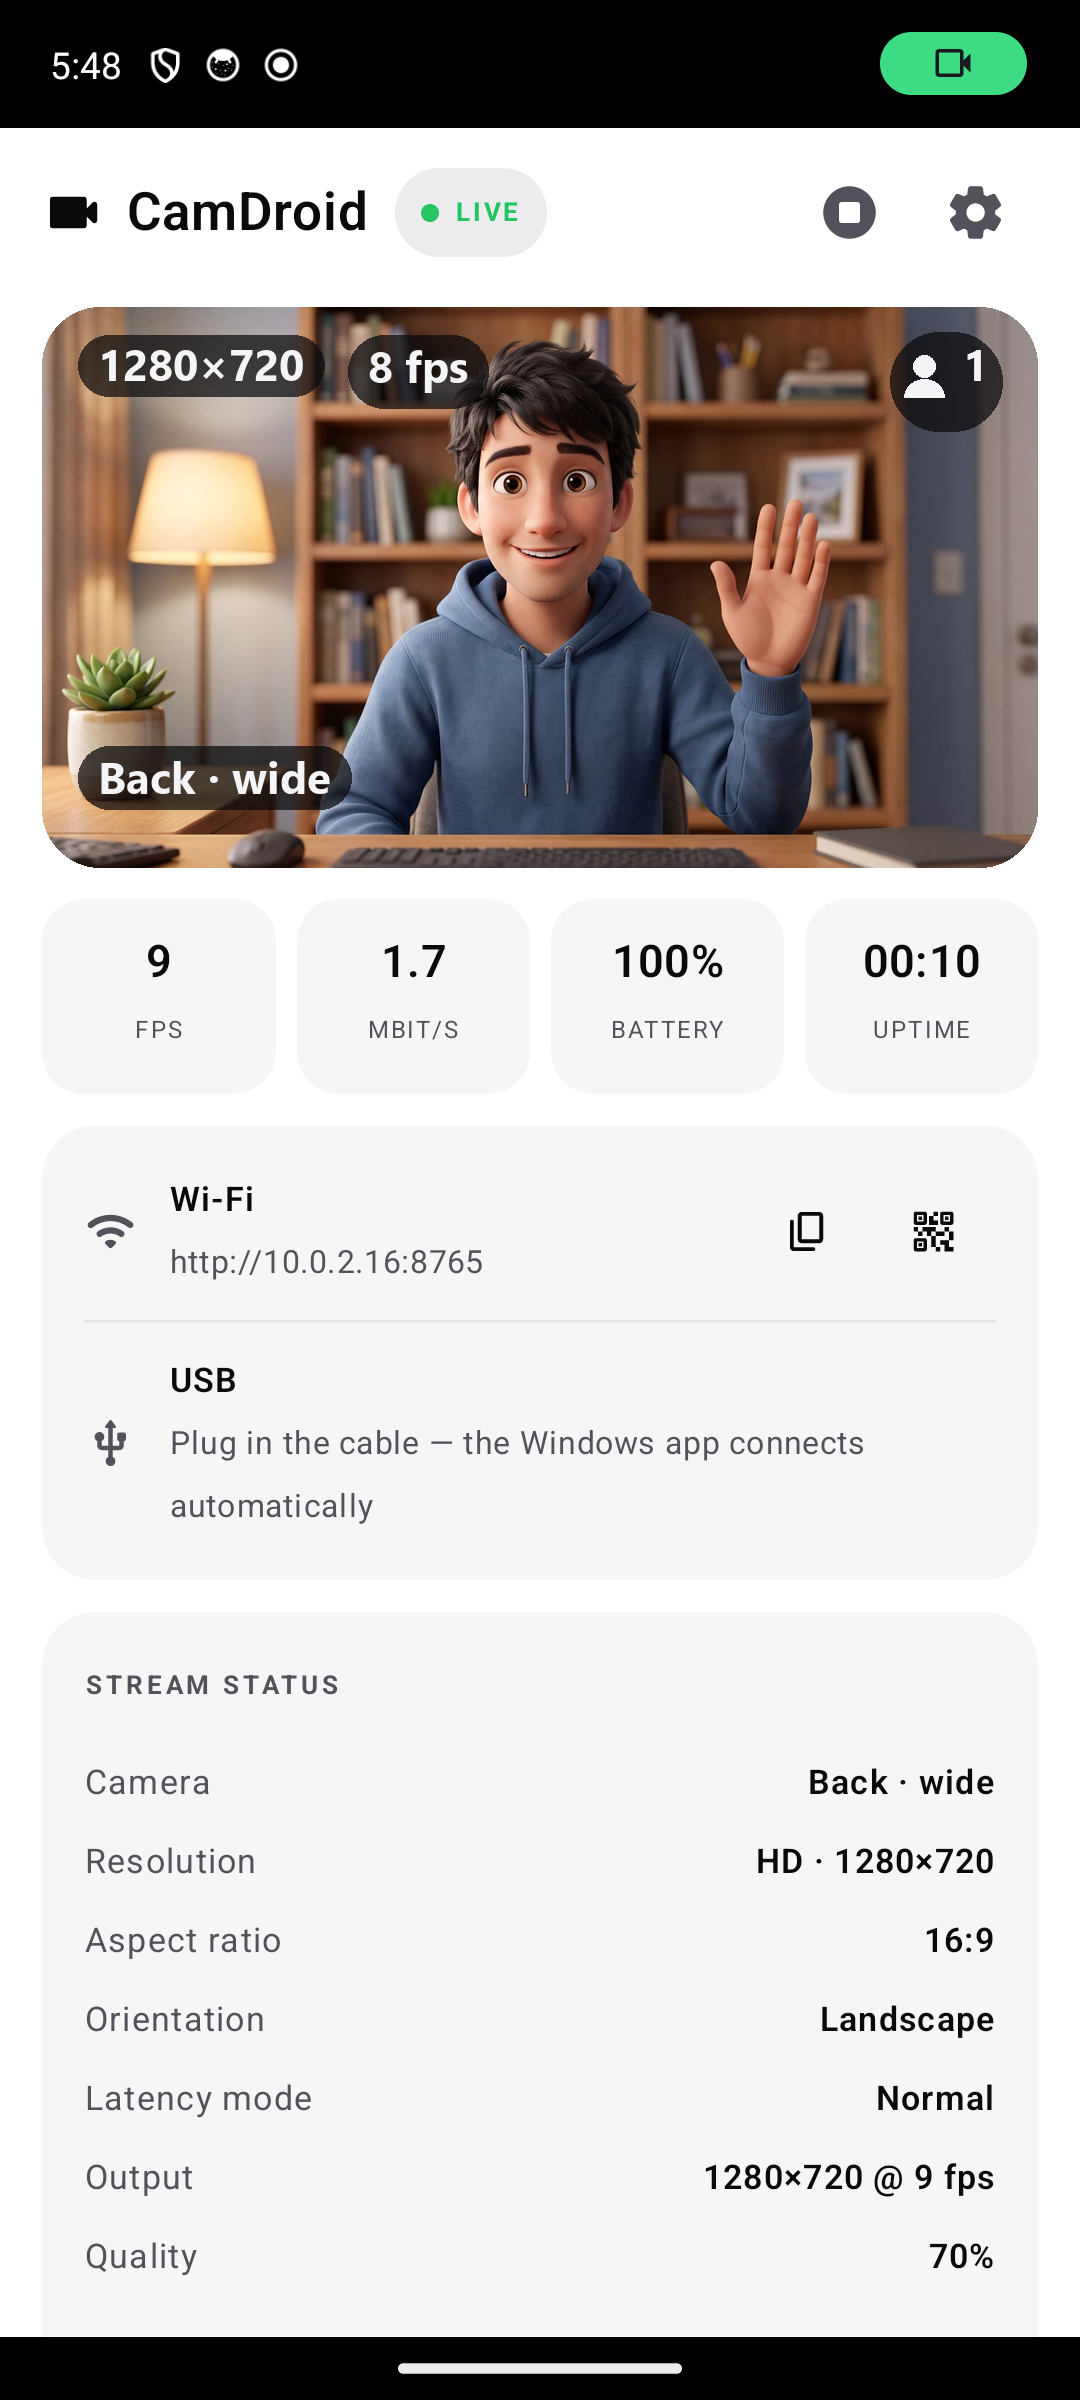 5:48
CamDroid
LIVE
1280×720
8 fps
1
Back · wide
9
FPS
1.7
MBIT/S
100%
BATTERY
00:10
UPTIME
Wi-Fi
http://10.0.2.16:8765
USB
Plug in the cable — the Windows app connects
automatically
STREAM STATUS
Camera
Back · wide
Resolution
HD · 1280×720
Aspect ratio
16:9
Orientation
Landscape
Latency mode
Normal
Output
1280×720 @ 9 fps
Quality
70%